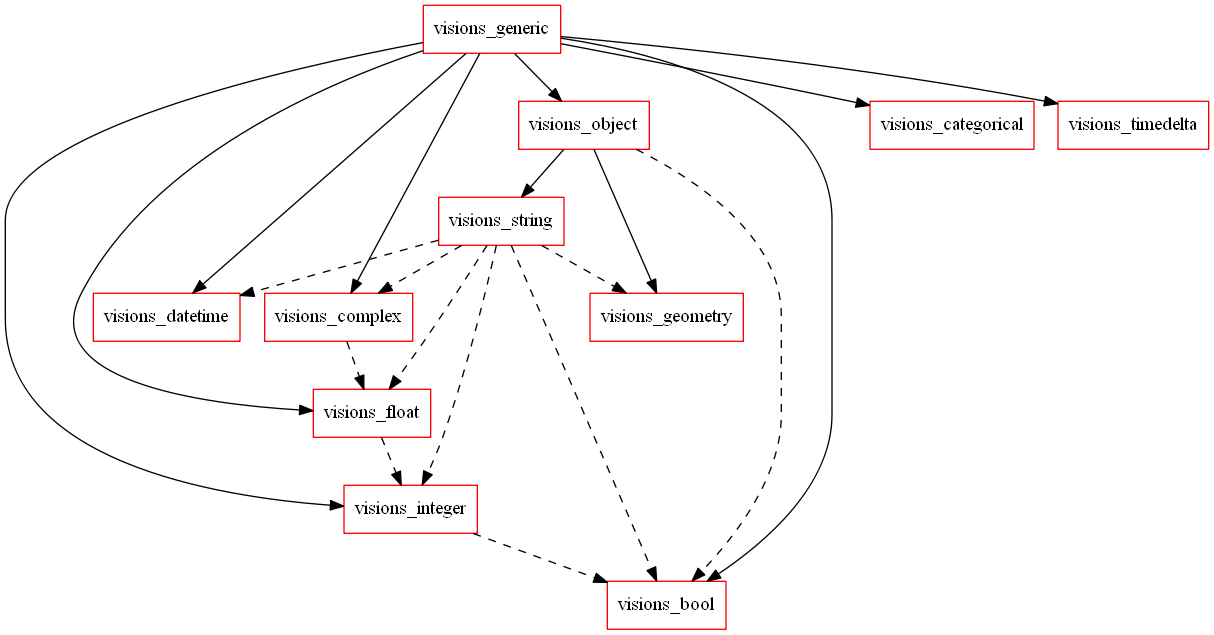 visions_generic
visions_object
visions_categorical
visions_timedelta
visions_string
visions_datetime
visions_complex
visions_geometry
visions_float
visions_integer
visions_bool